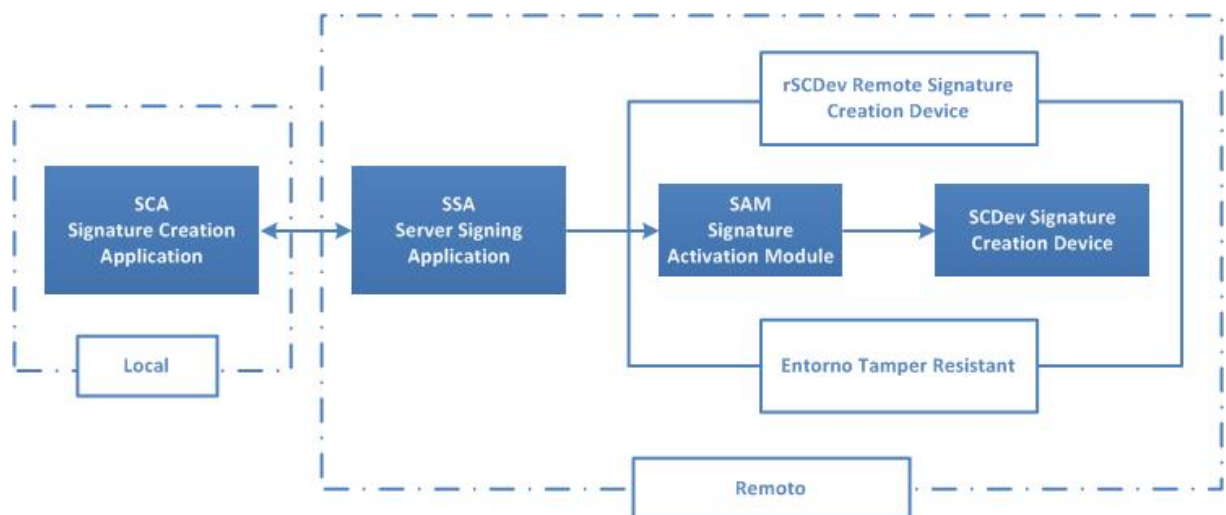 rSCDev Remote Signature
Creation Device
SCA
Signature Creation
Application
SSA
Server Signing
Application
SAM
Signature
Activation Module
SCDev Signature
Creation Device
Local
Entorno Tamper Resistant
Remoto